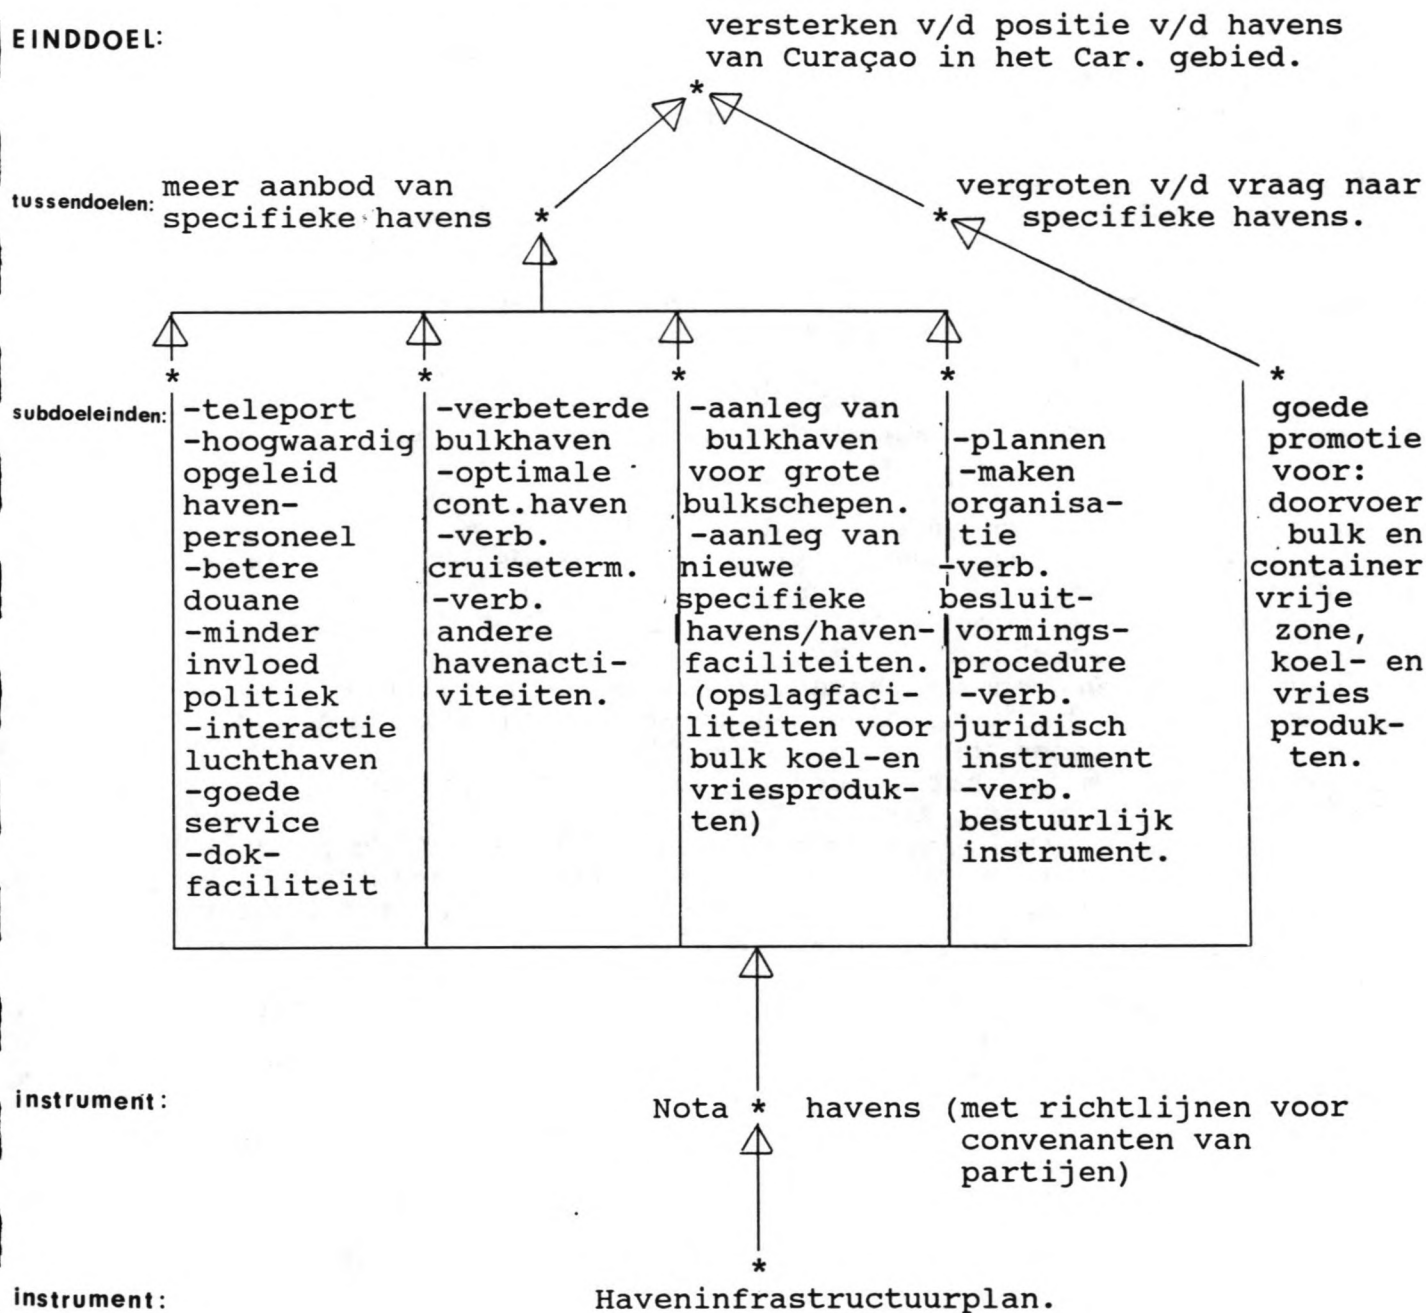 EINDDOEL:
versterken v/d positie v/d havens
van Curaçao in het Car. gebied.
*
tussendoelen:
meer aanbod van
specifieke havens *
vergroten v/d vraag naar
* specifieke havens.
* * * * *
subdoeleinden:
-teleport
-hoogwaardig
opgeleid
haven-
personeel
-betere
douane
-minder
invloed
politiek
-interactie
luchthaven
-goede
service
-dok-
faciliteit
-verbeterde
bulkhaven
-optimale
cont.haven
-verb.
cruiseterm.
-verb.
andere
havenacti-
viteiten.
-aanleg van
bulkhaven
voor grote
bulkschepen.
-aanleg van
nieuwe
specifieke
havens/haven-
faciliteiten.
(opslagfaci-
liteiten voor
bulk koel-en
vriesproduk-
ten)
-plannen
-maken
organisa-
tie
-verb.
besluit-
vormings-
procedure
-verb.
juridisch
instrument
-verb.
bestuurlijk
instrument.
goede
promotie
voor:
doorvoer
bulk en
container
vrije
zone,
koel- en
vries
produk-
ten.
instrument:
Nota * havens (met richtlijnen voor
convenanten van
partijen)
*
instrument:
Haveninfrastructuurplan.